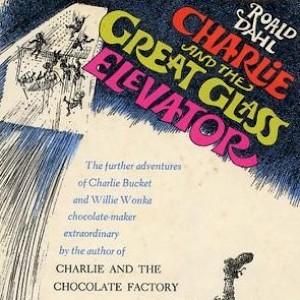 ROALD
DAHL
CHARLIE
AND THE
GREAT GLASS
ELEVATOR
The further adventures
of Charlie Bucket
and Willie Wonka
chocolate-maker
extraordinary
by the author of
CHARLIE AND THE
CHOCOLATE FACTORY